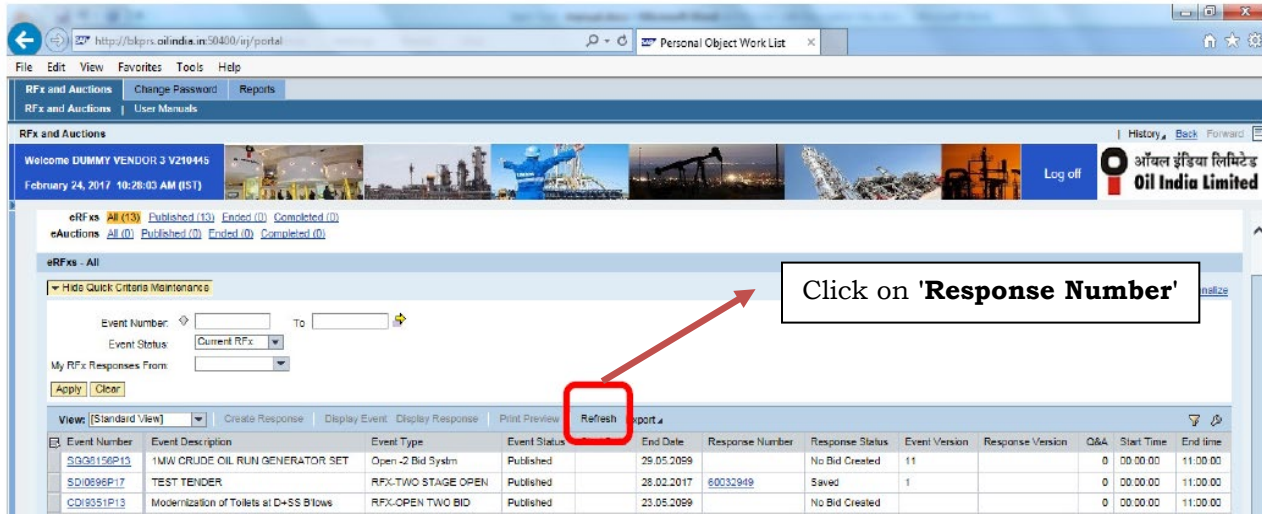 http://bkprs.oilindia.in:50400/irj/portal
Personal Object Work List
File Edit View Favorites Tools Help
RFx and Auctions Change Password Reports
RFx and Auctions | User Manuals
RFx and Auctions
| History Back Forward
Welcome DUMMY VENDOR 3 V210445
February 24, 2017 10:28:03 AM (IST)
Log off
ऑयल इंडिया लिमिटेड
Oil India Limited
eRFxs All (13) Published (13) Ended (0) Completed (0)
eAuctions All (0) Published (0) Ended (0) Completed (0)
eRFxs - All
Hide Quick Criteria Maintenance
Click on 'Response Number'
Event Number: To
Event Status: Current RFx
My RFx Responses From:
Apply Clear
View: [Standard View] Create Response Display Event Display Response Print Preview Refresh Export
Event Number Event Description Event Type Event Status End Date Response Number Response Status Event Version Response Version Q&A Start Time End time
SGG8158P13 1MW CRUDE OIL RUN GENERATOR SET Open -2 Bid Systm Published 29.05.2099 No Bid Created 11 0 00:00:00 11:00:00
SDI0696P17 TEST TENDER RFX-TWO STAGE OPEN Published 28.02.2017 60032949 Saved 1 0 00:00:00 11:00:00
CDI9351P13 Modernization of Toilets at D+SS B'lows RFX-OPEN TWO BID Published 23.05.2099 No Bid Created 0 00:00:00 11:00:00